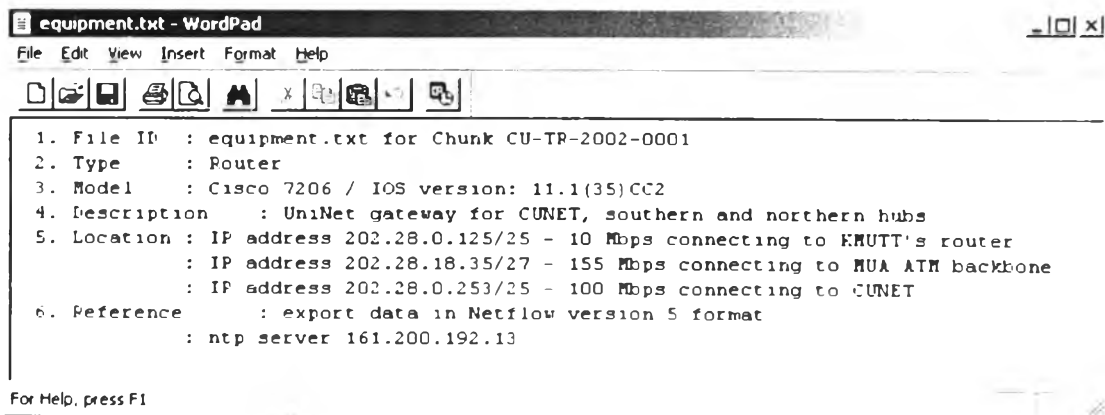 equipment.txt - WordPad
File Edit View Insert Format Help
1. File ID : equipment.txt for Chunk CU-TR-2002-0001
2. Type : Router
3. Model : Cisco 7206 / IOS version: 11.1(35)CC2
4. Description : UniNet gateway for CUNET, southern and northern hubs
5. Location : IP address 202.28.0.125/25 - 10 Mbps connecting to KMUTT's router
: IP address 202.28.18.35/27 - 155 Mbps connecting to MUA ATM backbone
: IP address 202.28.0.253/25 - 100 Mbps connecting to CUNET
6. Reference : export data in Netflow version 5 format
: ntp server 161.200.192.13
For Help, press F1